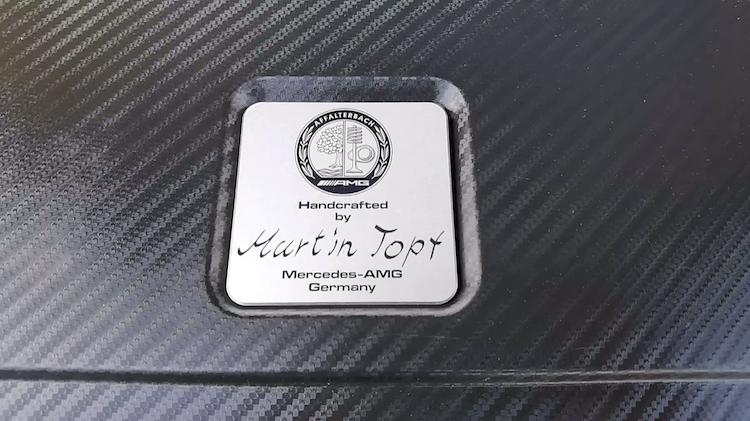 AFFALTERBACH
AMG
Handcrafted
by
Martin Topf
Mercedes-AMG
Germany